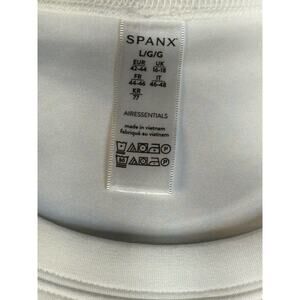 SPANX
L/G/G
EUR UK
42-44 16-18
FR IT
44-46 46-48
KR
77
AIRESSENTIALS
made in vietnam
fabriqué au vietnam